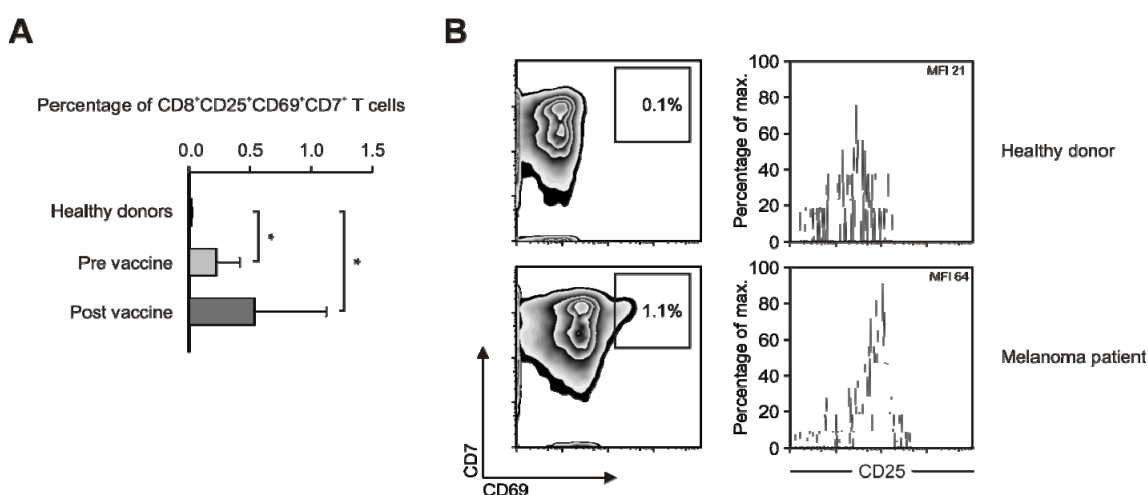 A
Percentage of CD8⁺CD25⁺CD69⁺CD7⁺ T cells
0.0 0.5 1.0 1.5
Healthy donors
*
Pre vaccine
*
Post vaccine
B
0.1%
CD7
CD69
1.1%
Percentage of max.
100
80
60
40
20
0
MFI 21
Healthy donor
Percentage of max.
100
80
60
40
20
0
MFI 64
Melanoma patient
CD25